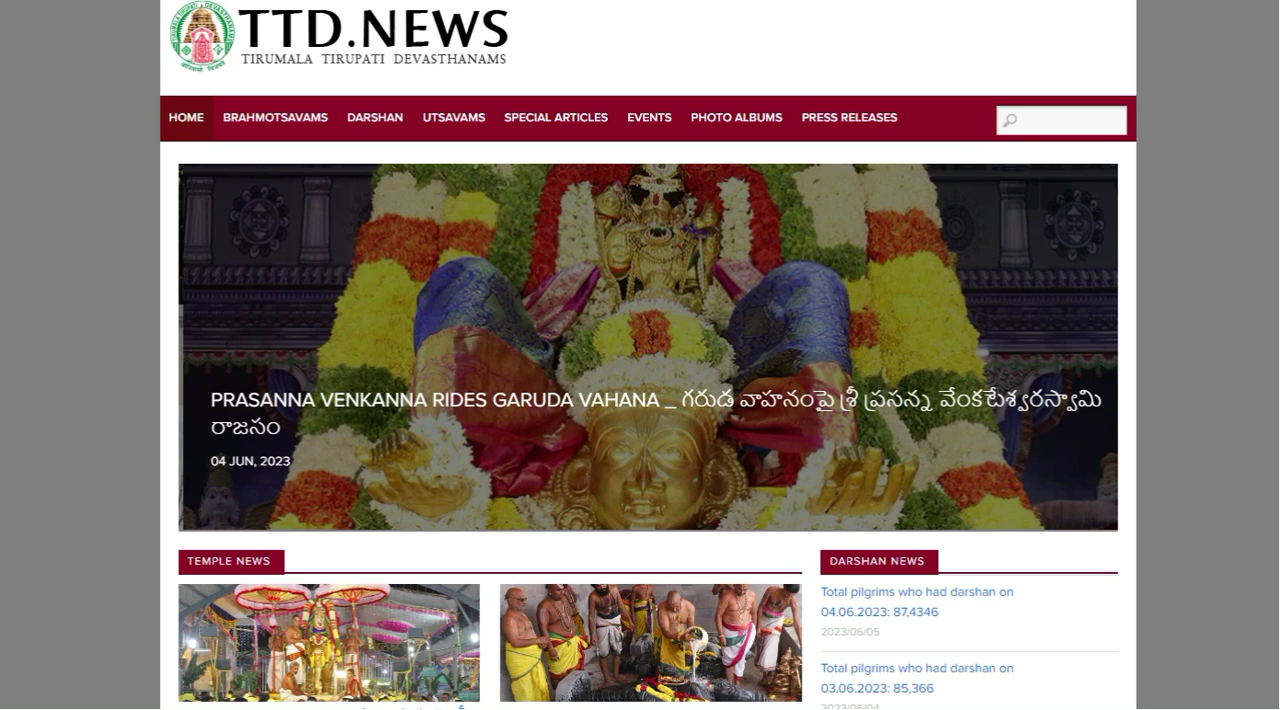 TTD.NEWS
TIRUMALA TIRUPATI DEVASTHANAMS
HOME BRAHMOTSAVAMS DARSHAN UTSAVAMS SPECIAL ARTICLES EVENTS PHOTO ALBUMS PRESS RELEASES
PRASANNA VENKANNA RIDES GARUDA VAHANA _ గరుడ వాహనంపై శ్రీ ప్రసన్న వేంకటేశ్వరస్వామి
రాజసం
04 JUN, 2023
TEMPLE NEWS
DARSHAN NEWS
Total pilgrims who had darshan on
04.06.2023: 87,4346
2023/06/05
Total pilgrims who had darshan on
03.06.2023: 85,366
2023/06/04